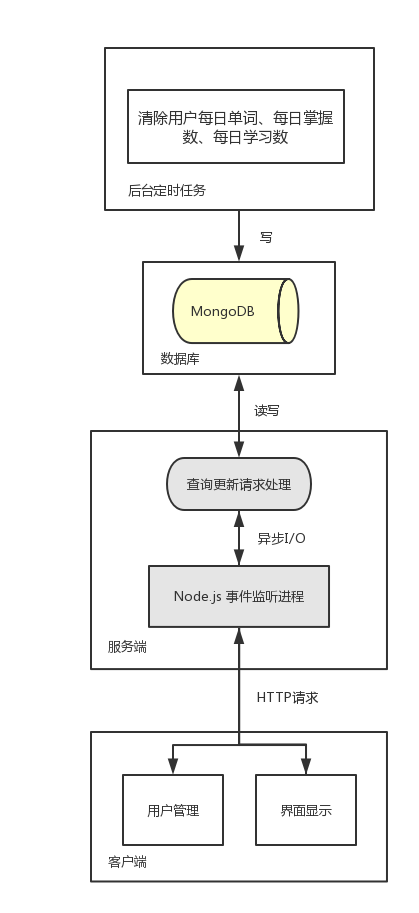 清除用户每日单词、每日掌握
数、每日学习数
后台定时任务
写
MongoDB
数据库
读写
查询更新请求处理
异步I/O
Node.js 事件监听进程
服务端
HTTP请求
用户管理
界面显示
客户端